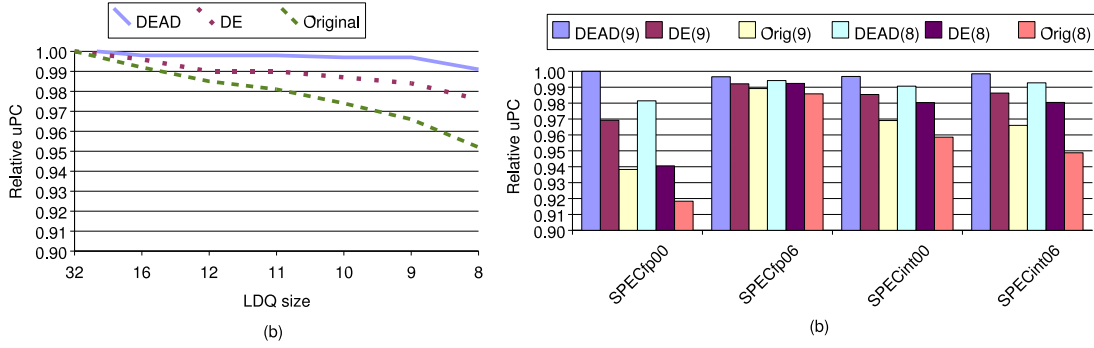 DEAD DE Original
1.00
0.99
0.98
0.97
0.96
0.95
0.94
0.93
0.92
0.91
0.90
Relative uPC
32 16 12 11 10 9 8
LDQ size
(b)
DEAD(9) DE(9) Orig(9) DEAD(8) DE(8) Orig(8)
1.00
0.99
0.98
0.97
0.96
0.95
0.94
0.93
0.92
0.91
0.90
Relative uPC
SPECfp00 SPECfp06 SPECint00 SPECint06
(b)